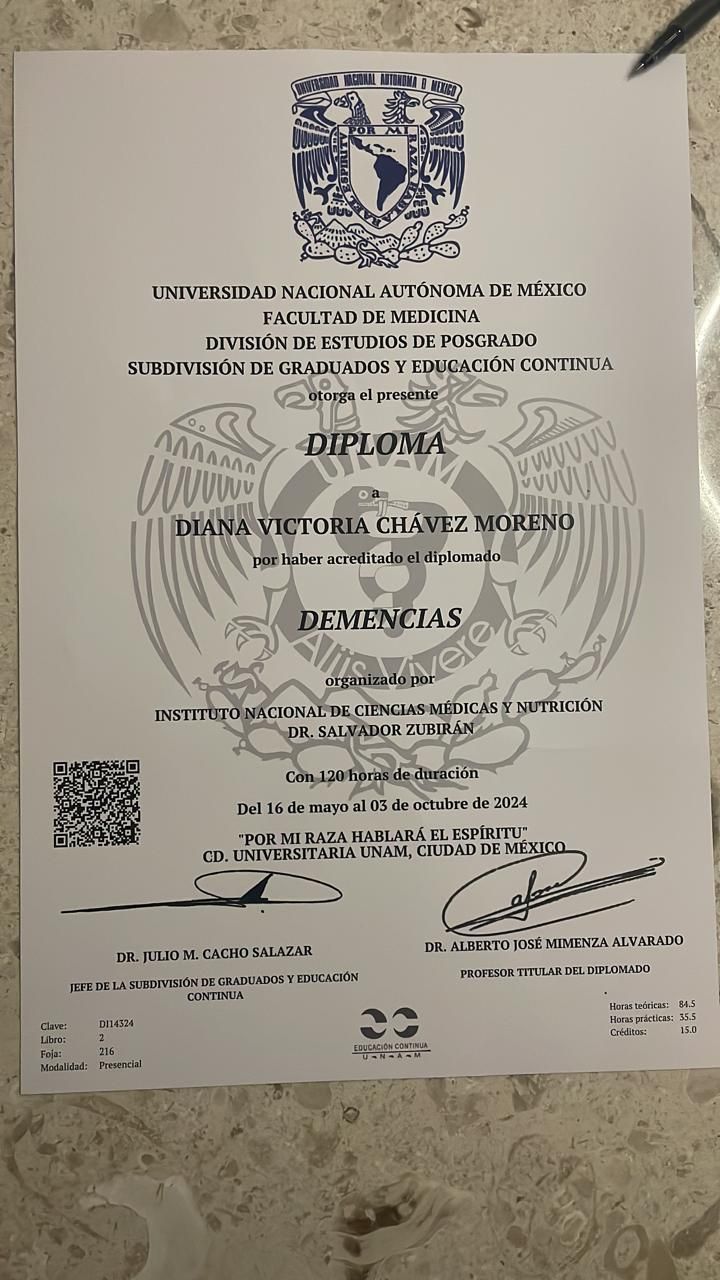 UNIVERSIDAD NACIONAL AUTONOMA D MEXICO
POR MI RAZA HABLARA EL ESPIRITU
UNIVERSIDAD NACIONAL AUTÓNOMA DE MÉXICO
FACULTAD DE MEDICINA
DIVISIÓN DE ESTUDIOS DE POSGRADO
SUBDIVISIÓN DE GRADUADOS Y EDUCACIÓN CONTINUA
otorga el presente
DIPLOMA
UNAM
a
DIANA VICTORIA CHÁVEZ MORENO
por haber acreditado el diplomado
DEMENCIAS
Aliis Vivere
organizado por
INSTITUTO NACIONAL DE CIENCIAS MÉDICAS Y NUTRICIÓN
DR. SALVADOR ZUBIRÁN
Con 120 horas de duración
Del 16 de mayo al 03 de octubre de 2024
"POR MI RAZA HABLARÁ EL ESPÍRITU"
CD. UNIVERSITARIA UNAM, CIUDAD DE MÉXICO
DR. JULIO M. CACHO SALAZAR
JEFE DE LA SUBDIVISIÓN DE GRADUADOS Y EDUCACIÓN
CONTINUA
DR. ALBERTO JOSÉ MIMENZA ALVARADO
PROFESOR TITULAR DEL DIPLOMADO
Clave: DI14324
Libro: 2
Foja: 216
Modalidad: Presencial
EDUCACIÓN CONTINUA
U-N-A-M
Horas teóricas: 84.5
Horas prácticas: 35.5
Créditos: 15.0